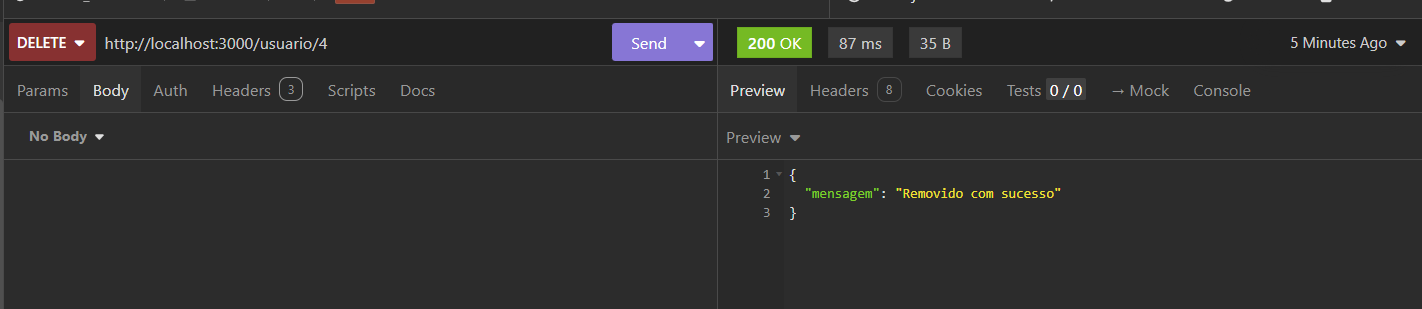 DELETE http://localhost:3000/usuario/4 Send
200 OK 87 ms 35 B 5 Minutes Ago
Params Body Auth Headers 3 Scripts Docs
Preview Headers 8 Cookies Tests 0 / 0 → Mock Console
No Body
Preview
1 {
2 "mensagem": "Removido com sucesso"
3 }